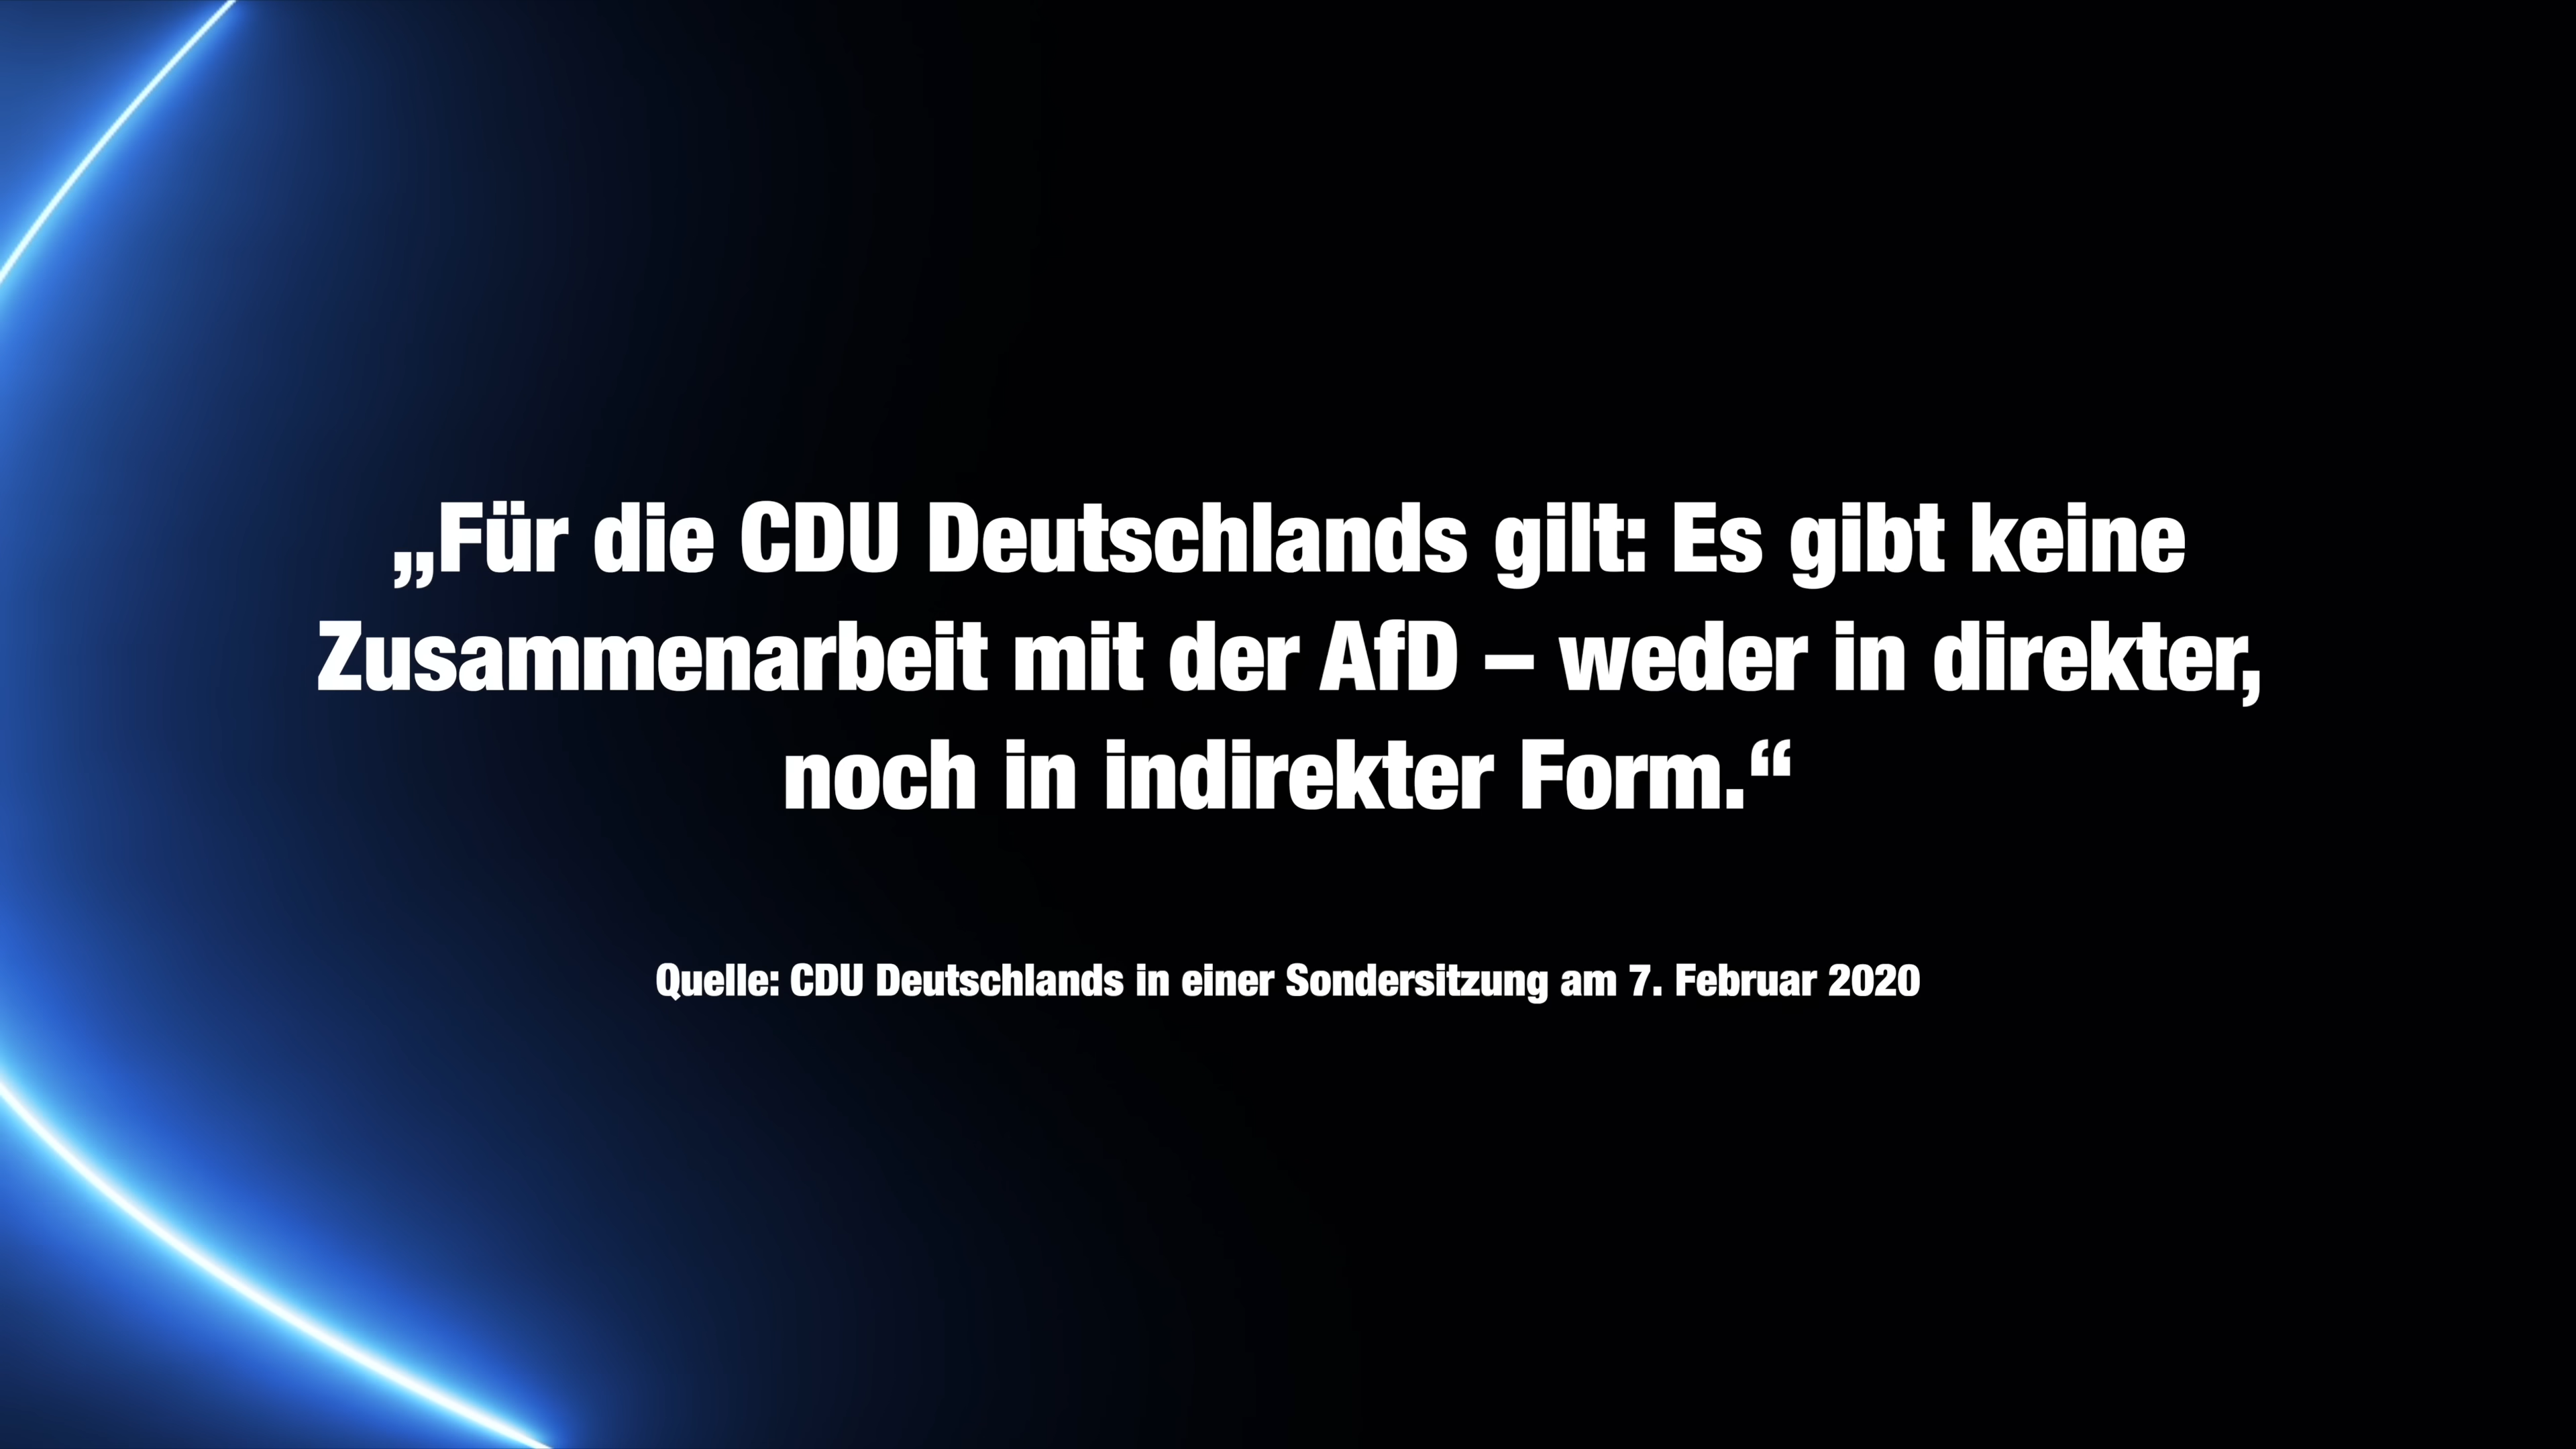 „Für die CDU Deutschlands gilt: Es gibt keine
Zusammenarbeit mit der AfD – weder in direkter,
noch in indirekter Form.“
Quelle: CDU Deutschlands in einer Sondersitzung am 7. Februar 2020